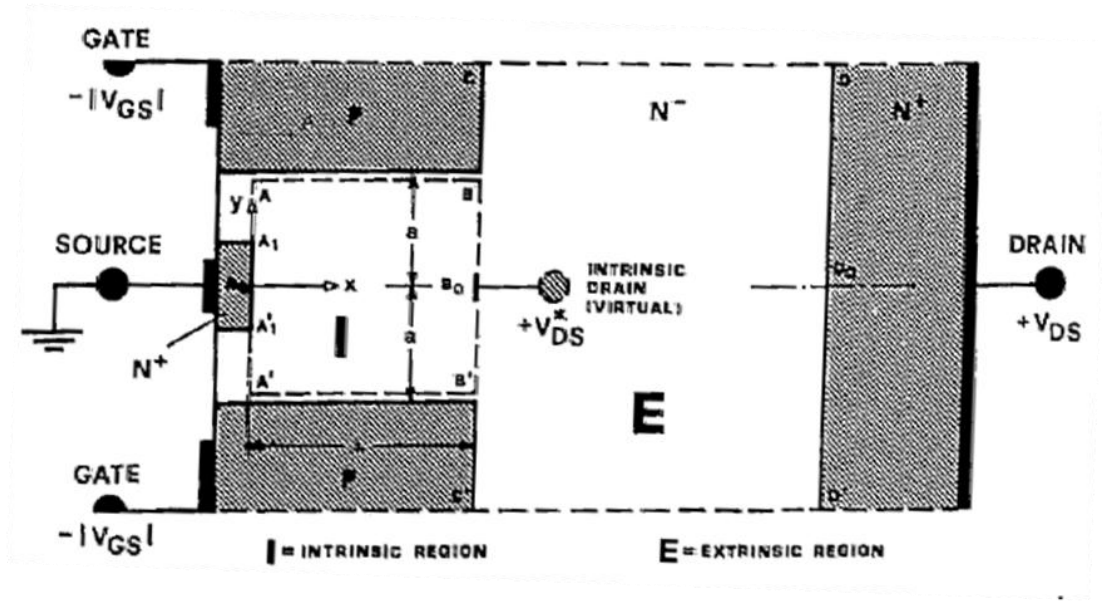 GATE
-|VGS|
C
P
D
N⁻
N⁺
A
B
y
A₁
a
SOURCE
x
B₀
INTRINSIC
DRAIN
(VIRTUAL)
+V*DS
DRAIN
+VDS
A'₁
I
a
N⁺
A'
B'
E
L
GATE
P
C'
D'
-|VGS|
I = INTRINSIC REGION
E = EXTRINSIC REGION